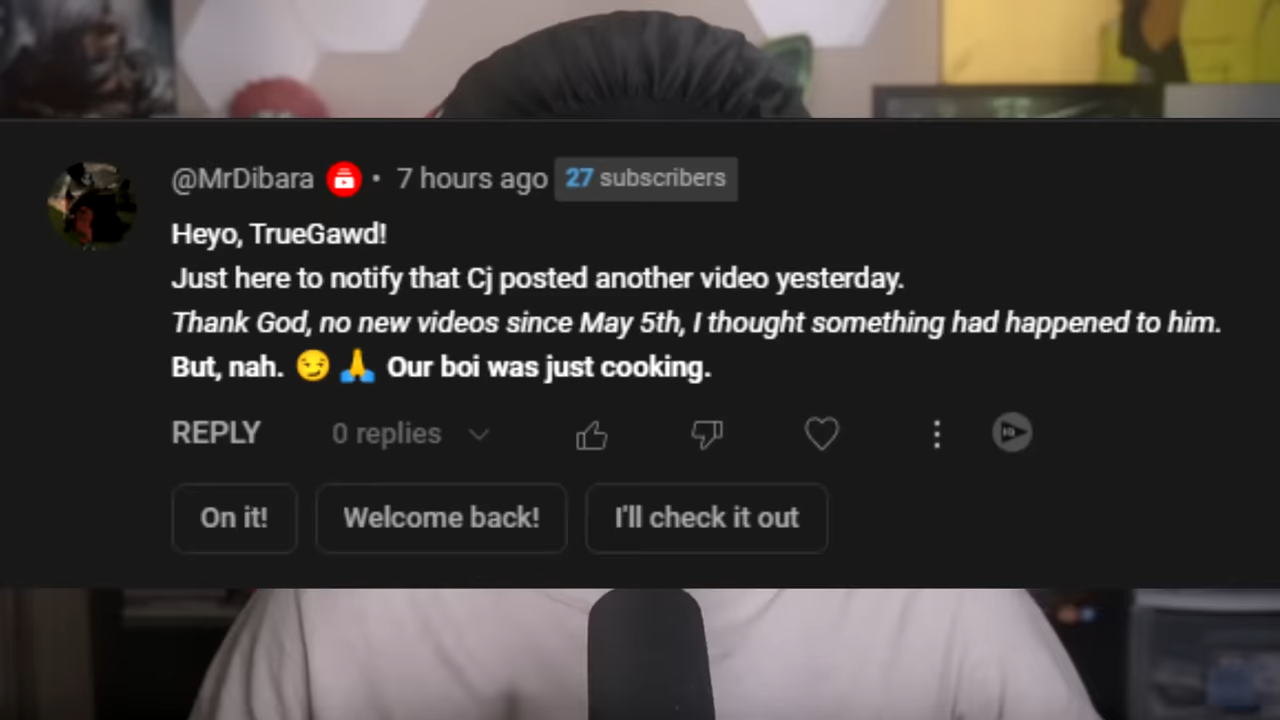 @MrDibara • 7 hours ago 27 subscribers
Heyo, TrueGawd!
Just here to notify that Cj posted another video yesterday.
Thank God, no new videos since May 5th, I thought something had happened to him.
But, nah. 😏 🙏 Our boi was just cooking.
REPLY 0 replies
On it! Welcome back! I'll check it out